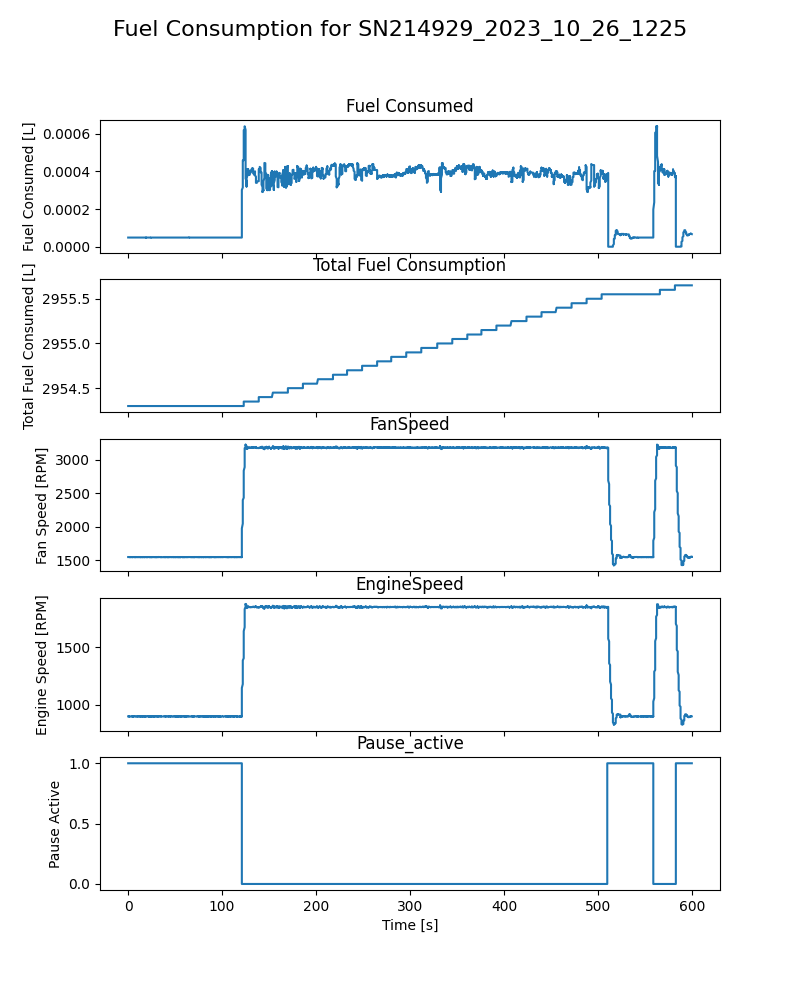 Fuel Consumption for SN214929_2023_10_26_1225
Fuel Consumed
Fuel Consumed [L]
0.0006
0.0004
0.0002
0.0000
Total Fuel Consumption
Total Fuel Consumed [L]
2955.5
2955.0
2954.5
FanSpeed
Fan Speed [RPM]
3000
2500
2000
1500
EngineSpeed
Engine Speed [RPM]
1500
1000
Pause_active
Pause Active
1.0
0.5
0.0
0 100 200 300 400 500 600
Time [s]